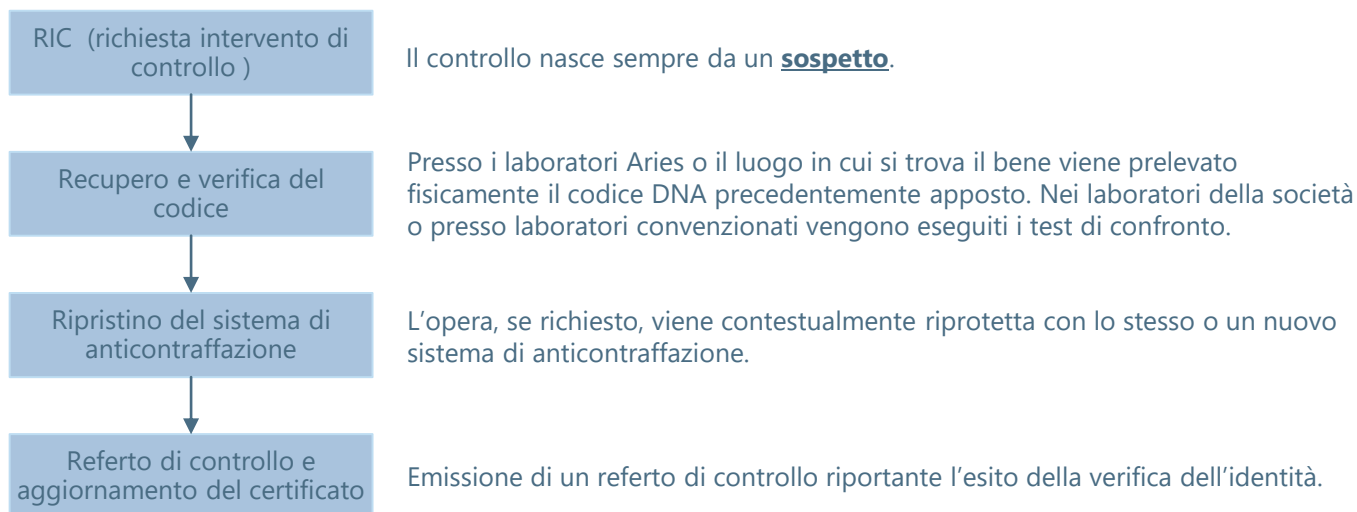 RIC (richiesta intervento di
controllo )
Il controllo nasce sempre da un sospetto.
Recupero e verifica del
codice
Presso i laboratori Aries o il luogo in cui si trova il bene viene prelevato
fisicamente il codice DNA precedentemente apposto. Nei laboratori della società
o presso laboratori convenzionati vengono eseguiti i test di confronto.
Ripristino del sistema di
anticontraffazione
L’opera, se richiesto, viene contestualmente riprotetta con lo stesso o un nuovo
sistema di anticontraffazione.
Referto di controllo e
aggiornamento del certificato
Emissione di un referto di controllo riportante l’esito della verifica dell’identità.